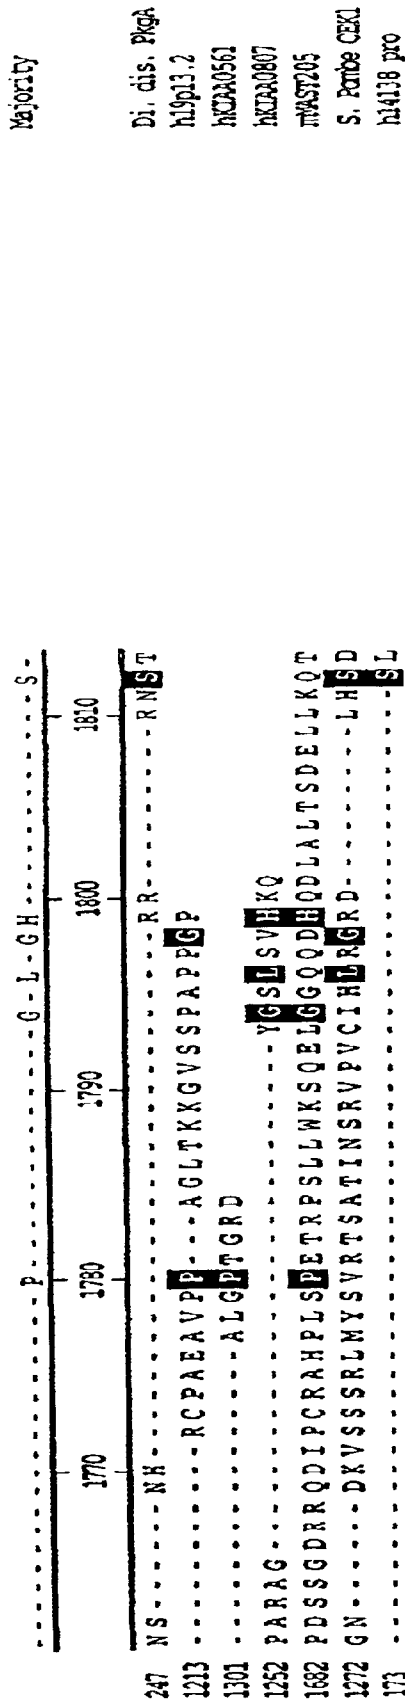 - - - - - - - - - - - - - - - - - - - P - - - - - - - - - - - - - G - L - G H - - - - - - - - - - - - S - Majority
1770 1780 1790 1800 1810
247 N S - - - - - - N H - - - - - - - - - - - - - - - - - - - - - - - - - - - - R R - - - - - - - - - R N S T Di. dis. PkgA
1213 - - - - - - - - - - - R C P A E A V P P - - - A G L T K K G V S S P A P P G P h19p13.2
1301 - - - - - - - - - - - - - - - - A L G P T G R D hKIAA0561
1252 P A R A G - - - - - - - - - - - - - - - - - - - - - - - - - - - Y G S L S V H K Q hKIAA0807
1682 P D S S G D R R Q D I P C R A H P L S P E T R P S L L W K S Q E L G G Q Q D H Q D L A L T S D E L L K Q T mMAST205
1272 G N - - - - - - D K V S S S R L M Y S V R T S A T I N S R V P V C I H L R G R D - - - - - - - - - L H S D S. Pombe CEK1
173 - - - - - - - - - - - - - - - - - - - - - - - - - - - - - - - - - - - - - - - - - - - - - - - - - - - S L h14138 pro